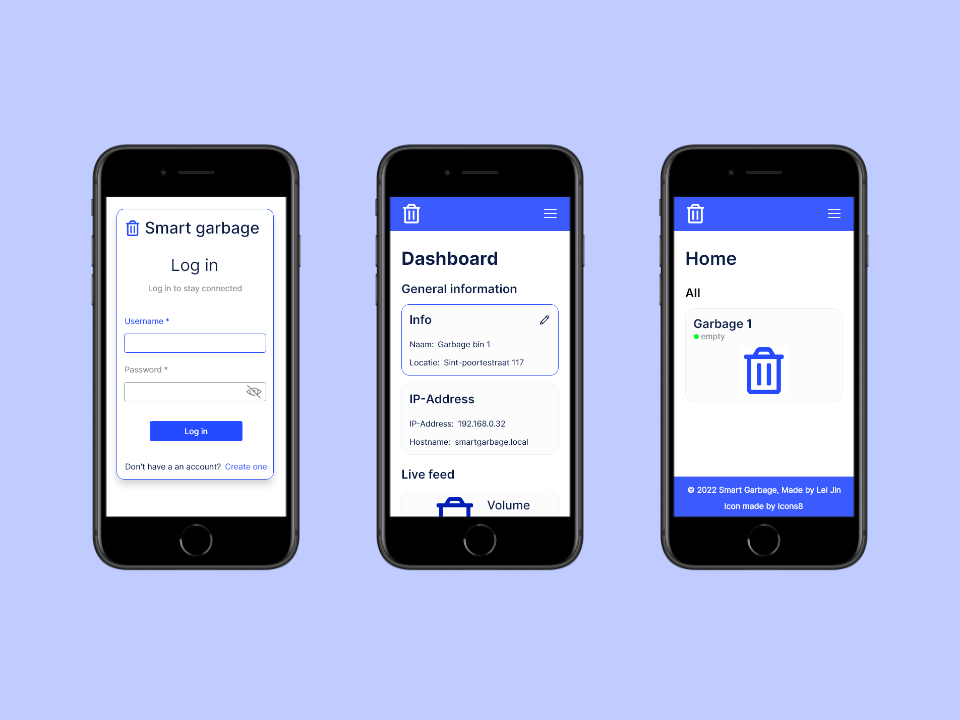 Smart garbage
Log in
Log in to stay connected
Username *
Password *
Log in
Don't have a an account? Create one
Dashboard
General information
Info
Naam: Garbage bin 1
Locatie: Sint-poortestraat 117
IP-Address
IP-Address: 192.168.0.32
Hostname: smartgarbage.local
Live feed
Volume
Home
All
Garbage 1
empty
© 2022 Smart Garbage, Made by Lei Jin
Icon made by Icons8